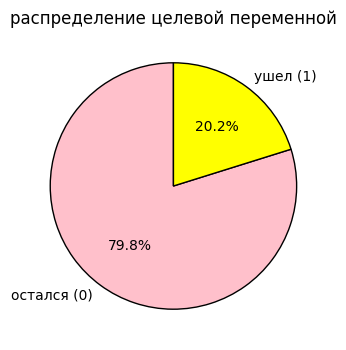 распределение целевой переменной
ушел (1)
20.2%
79.8%
остался (0)